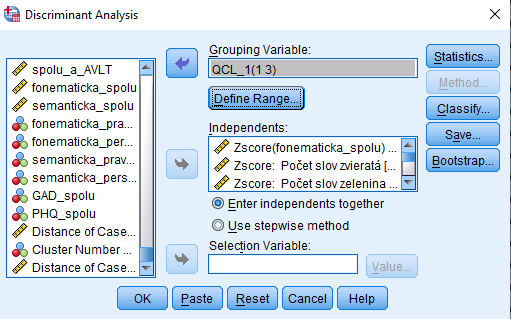 Discriminant Analysis
spolu_a_AVLT
fonematicka_spolu
semanticka_spolu
fonematicka_pra...
fonematicka_per...
semanticka_prav...
semanticka_pers...
GAD_spolu
PHQ_spolu
Distance of Case...
Cluster Number ...
Distance of Case...
Grouping Variable:
QCL_1(1 3)
Define Range...
Independents:
Zscore(fonematicka_spolu) ...
Zscore: Počet slov zvieratá [...
Zscore: Počet slov zelenina ...
Enter independents together
Use stepwise method
Selection Variable:
Value...
Statistics...
Method...
Classify...
Save...
Bootstrap...
OK Paste Reset Cancel Help